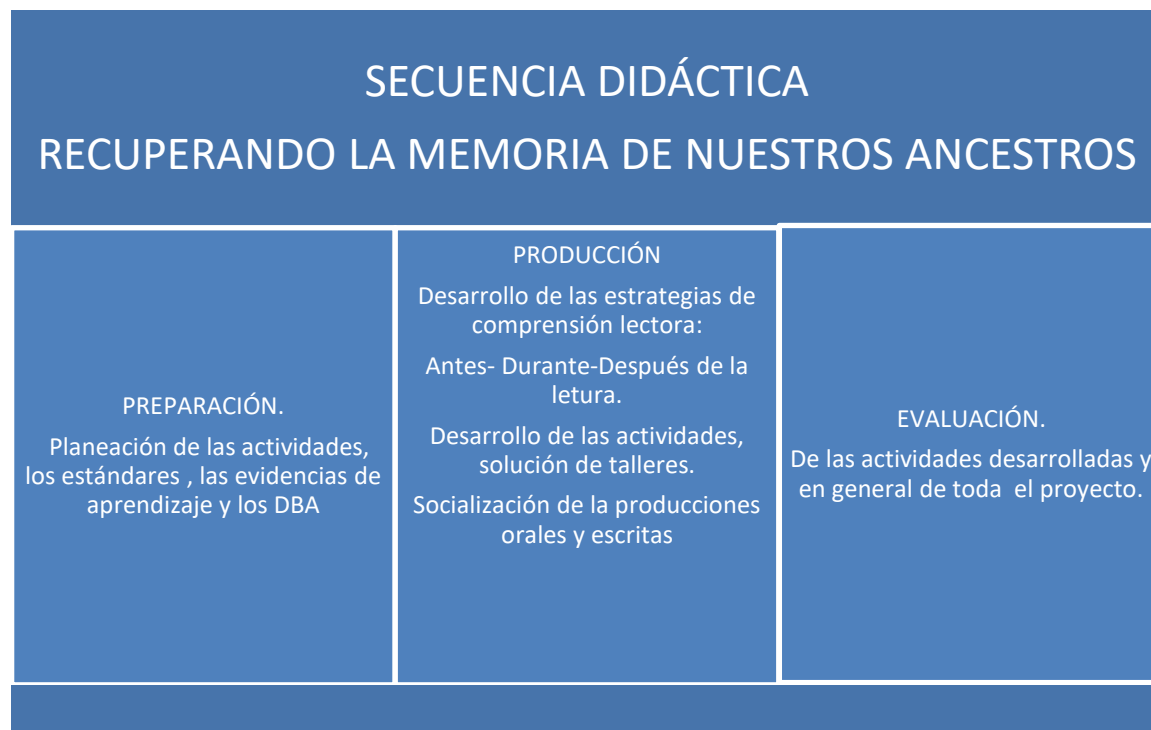 SECUENCIA DIDÁCTICA
RECUPERANDO LA MEMORIA DE NUESTROS ANCESTROS
PREPARACIÓN.
Planeación de las actividades,
los estándares , las evidencias de
aprendizaje y los DBA
PRODUCCIÓN
Desarrollo de las estrategias de
comprensión lectora:
Antes- Durante-Después de la
letura.
Desarrollo de las actividades,
solución de talleres.
Socialización de la producciones
orales y escritas
EVALUACIÓN.
De las actividades desarrolladas y
en general de toda el proyecto.